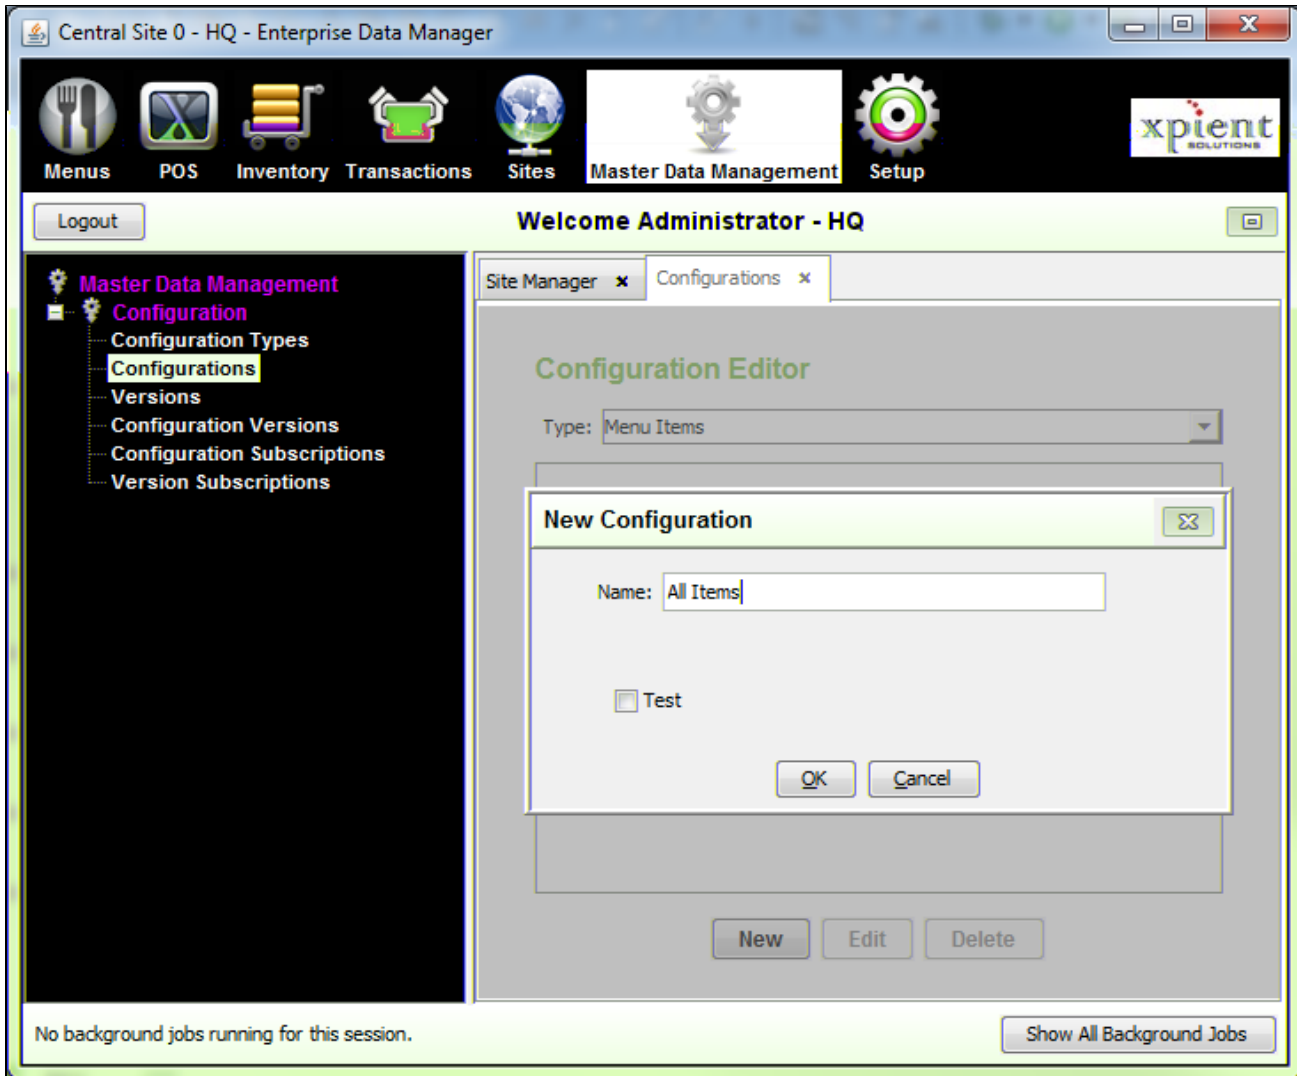 Central Site 0 - HQ - Enterprise Data Manager
Menus POS Inventory Transactions Sites Master Data Management Setup
xpient
SOLUTIONS
Logout
Welcome Administrator - HQ
Master Data Management
Configuration
Configuration Types
Configurations
Versions
Configuration Versions
Configuration Subscriptions
Version Subscriptions
Site Manager x Configurations x
Configuration Editor
Type: Menu Items
New Configuration
Name: All Items
Test
OK Cancel
New Edit Delete
No background jobs running for this session.
Show All Background Jobs